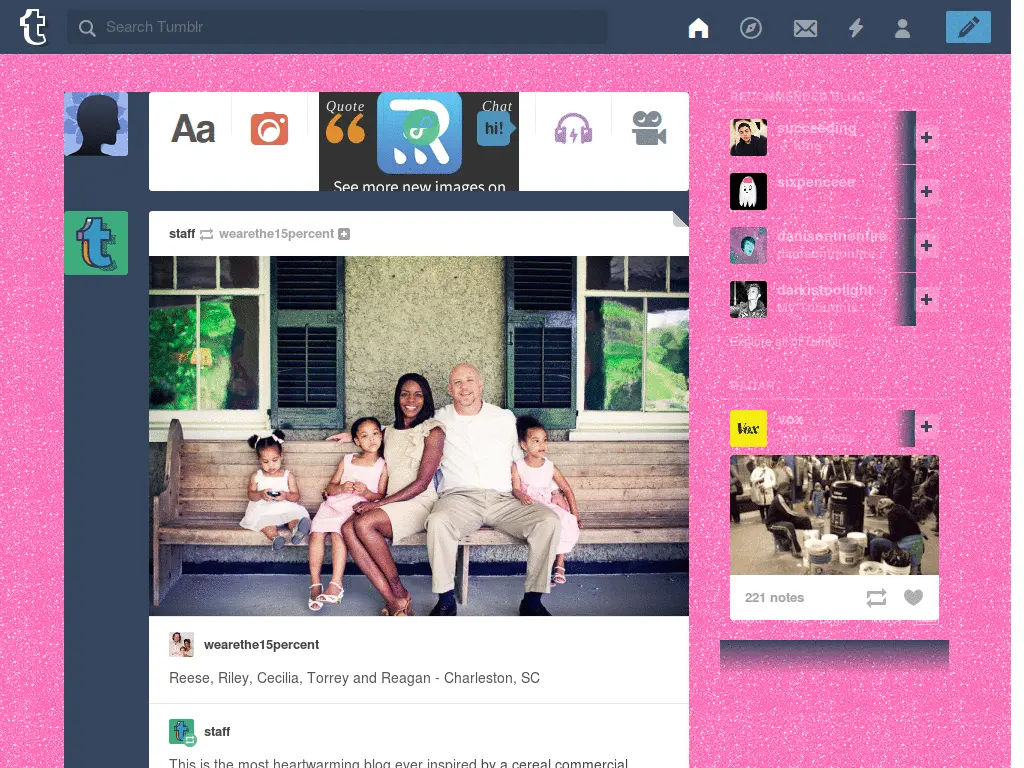 Search Tumblr
Aa
Quote
Chat
hi!
See more new images on
RECOMMENDED BLOGS
succeeding
sixpenceee
danisontnonfire
darkistoolight
Explore all of Tumblr
staff wearethe15percent
RADAR
Vox
vox
221 notes
wearethe15percent
Reese, Riley, Cecilia, Torrey and Reagan - Charleston, SC
staff
This is the most heartwarming blog ever inspired by a cereal commercial